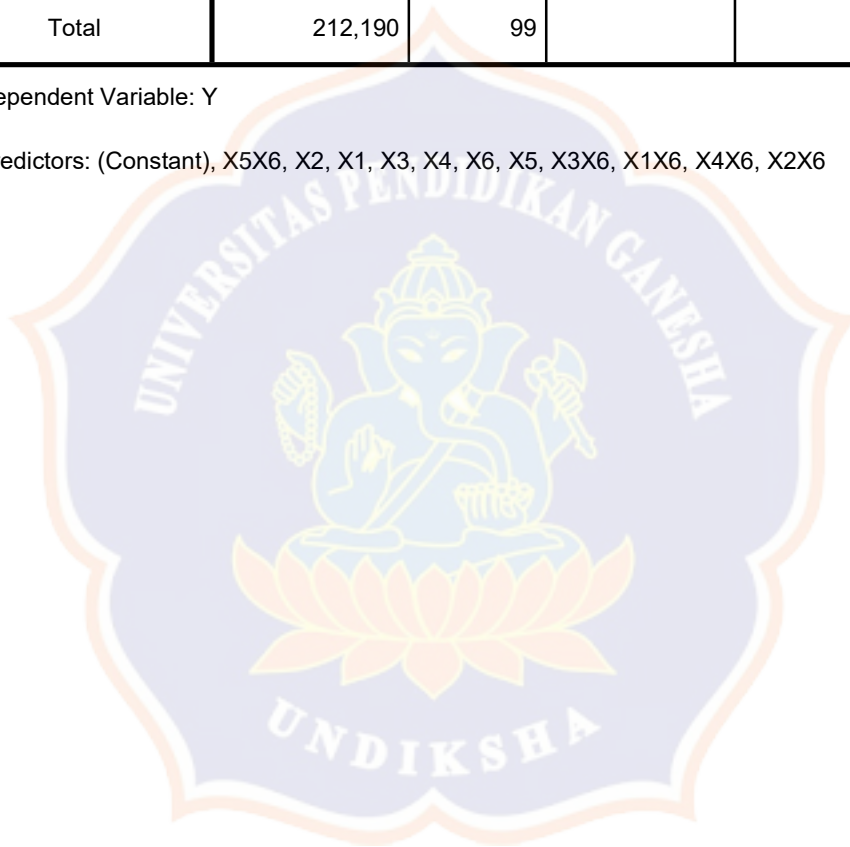 Total 212,190 99
ependent Variable: Y
edictors: (Constant), X5X6, X2, X1, X3, X4, X6, X5, X3X6, X1X6, X4X6, X2X6
UNIVERSITAS PENDIDIKAN GANESHA
UNDIKSHA